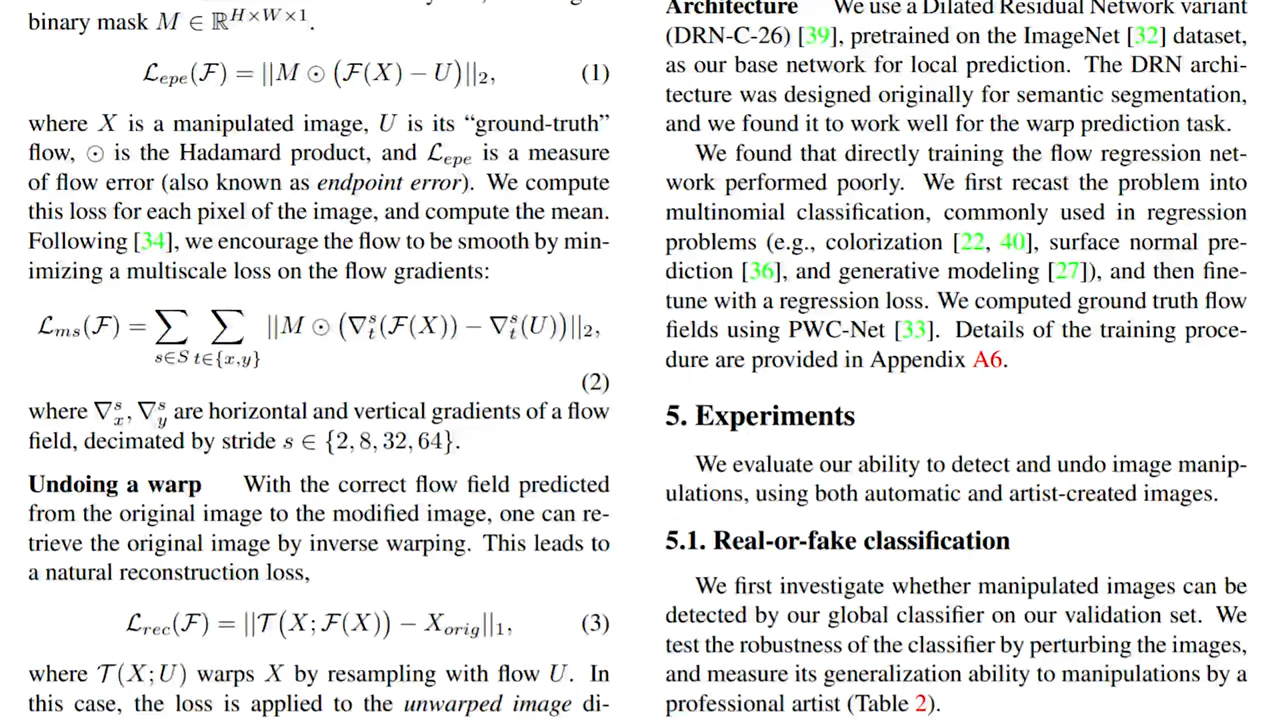 binary mask M ∈ ℝ^{H×W×1}.
ℒ_{epe}(ℱ) = ||M ⊙ (ℱ(X) − U)||_2, (1)
where X is a manipulated image, U is its “ground-truth”
flow, ⊙ is the Hadamard product, and ℒ_{epe} is a measure
of flow error (also known as endpoint error). We compute
this loss for each pixel of the image, and compute the mean.
Following [34], we encourage the flow to be smooth by min-
imizing a multiscale loss on the flow gradients:
ℒ_{ms}(ℱ) = ∑_{s∈S} ∑_{t∈{x,y}} ||M ⊙ (∇_t^s(ℱ(X)) − ∇_t^s(U))||_2,
(2)
where ∇_x^s, ∇_y^s are horizontal and vertical gradients of a flow
field, decimated by stride s ∈ {2, 8, 32, 64}.
Undoing a warp With the correct flow field predicted
from the original image to the modified image, one can re-
trieve the original image by inverse warping. This leads to
a natural reconstruction loss,
ℒ_{rec}(ℱ) = ||𝒯(X; ℱ(X)) − X_{orig}||_1, (3)
where 𝒯(X; U) warps X by resampling with flow U. In
this case, the loss is applied to the unwarped image di-
Architecture We use a Dilated Residual Network variant
(DRN-C-26) [39], pretrained on the ImageNet [32] dataset,
as our base network for local prediction. The DRN archi-
tecture was designed originally for semantic segmentation,
and we found it to work well for the warp prediction task.
We found that directly training the flow regression net-
work performed poorly. We first recast the problem into
multinomial classification, commonly used in regression
problems (e.g., colorization [22, 40], surface normal pre-
diction [36], and generative modeling [27]), and then fine-
tune with a regression loss. We computed ground truth flow
fields using PWC-Net [33]. Details of the training proce-
dure are provided in Appendix A6.
5. Experiments
We evaluate our ability to detect and undo image manip-
ulations, using both automatic and artist-created images.
5.1. Real-or-fake classification
We first investigate whether manipulated images can be
detected by our global classifier on our validation set. We
test the robustness of the classifier by perturbing the images,
and measure its generalization ability to manipulations by a
professional artist (Table 2).